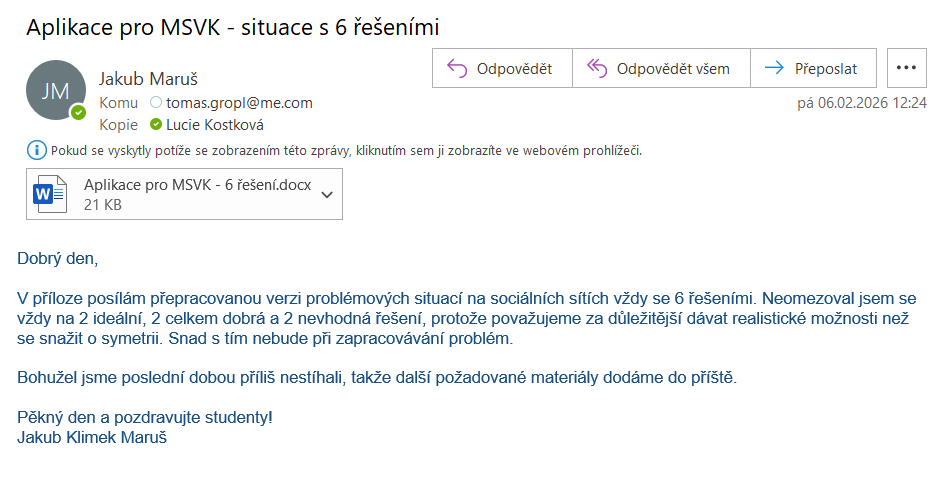 Aplikace pro MSVK - situace s 6 řešeními
JM
Jakub Maruš
Komu tomas.gropl@me.com
Kopie Lucie Kostková
Odpovědět
Odpovědět všem
Přeposlat
pá 06.02.2026 12:24
Pokud se vyskytly potíže se zobrazením této zprávy, kliknutím sem ji zobrazíte ve webovém prohlížeči.
W
Aplikace pro MSVK - 6 řešení.docx
21 KB
Dobrý den,
V příloze posílám přepracovanou verzi problémových situací na sociálních sítích vždy se 6 řešeními. Neomezoval jsem se
vždy na 2 ideální, 2 celkem dobrá a 2 nevhodná řešení, protože považujeme za důležitější dávat realistické možnosti než
se snažit o symetrii. Snad s tím nebude při zapracovávání problém.
Bohužel jsme poslední dobou příliš nestíhali, takže další požadované materiály dodáme do příště.
Pěkný den a pozdravujte studenty!
Jakub Klimek Maruš